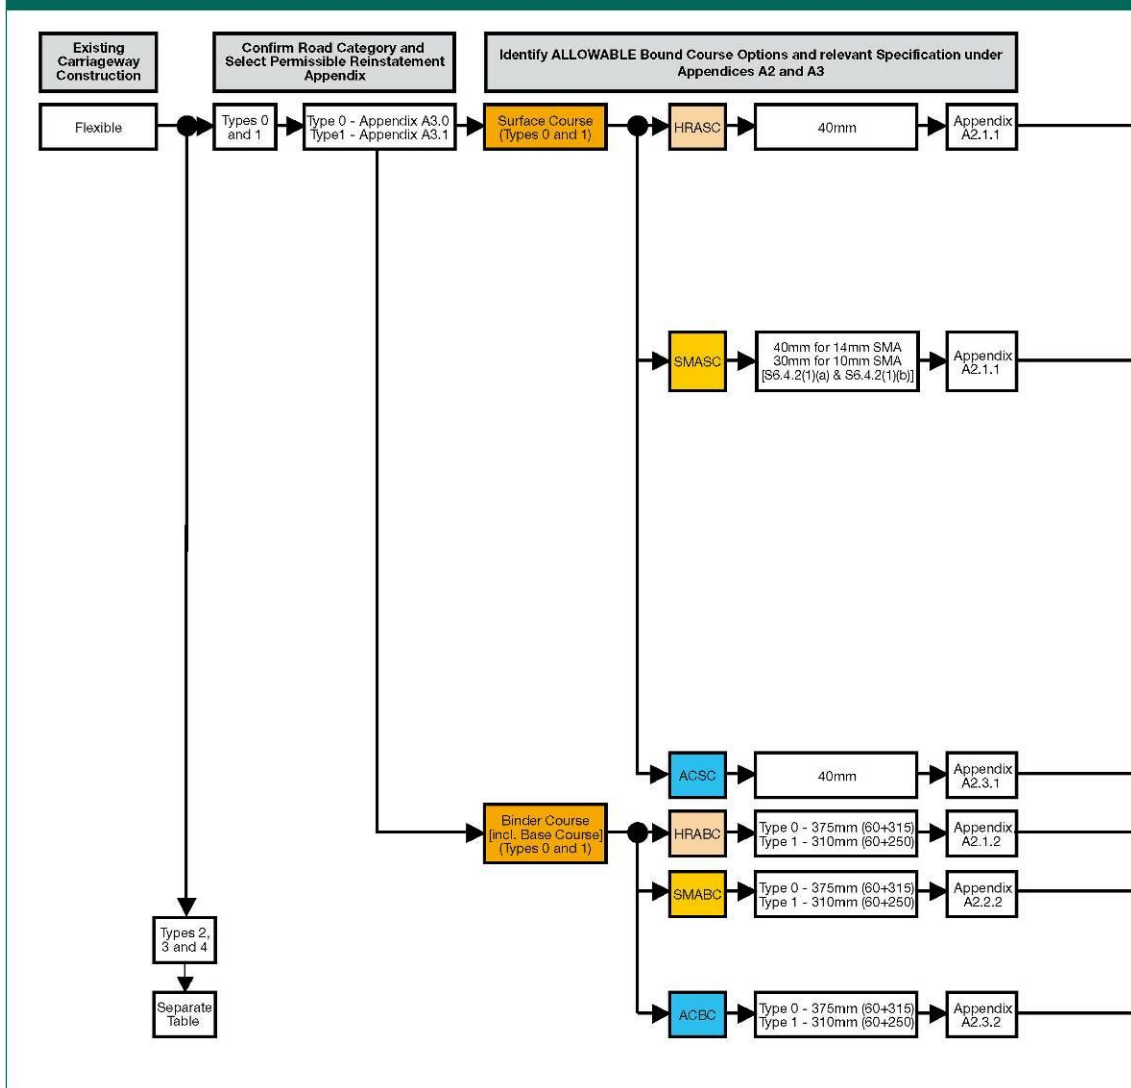 Existing
Carriageway
Construction
Confirm Road Category and
Select Permissible Reinstatement
Appendix
Identify ALLOWABLE Bound Course Options and relevant Specification under
Appendices A2 and A3
Flexible
Types 0
and 1
Type 0 - Appendix A3.0
Type1 - Appendix A3.1
Surface Course
(Types 0 and 1)
HRASC
40mm
Appendix
A2.1.1
SMASC
40mm for 14mm SMA
30mm for 10mm SMA
[S6.4.2(1)(a) & S6.4.2(1)(b)]
Appendix
A2.1.1
ACSC
40mm
Appendix
A2.3.1
Binder Course
[incl. Base Course]
(Types 0 and 1)
HRABC
Type 0 - 375mm (60+315)
Type 1 - 310mm (60+250)
Appendix
A2.1.2
SMABC
Type 0 - 375mm (60+315)
Type 1 - 310mm (60+250)
Appendix
A2.2.2
Types 2,
3 and 4
Separate
Table
ACBC
Type 0 - 375mm (60+315)
Type 1 - 310mm (60+250)
Appendix
A2.3.2